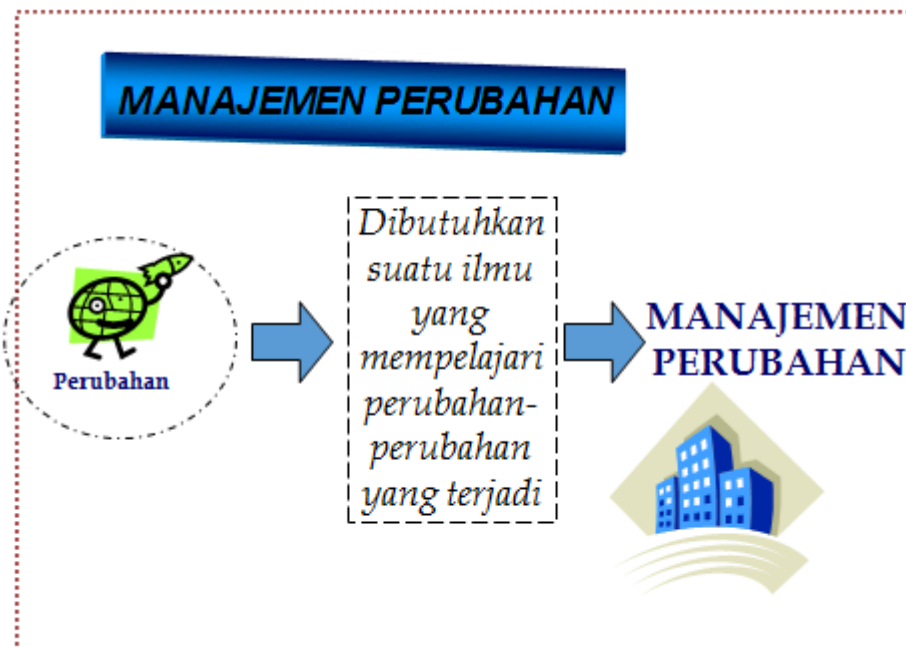 MANAJEMEN PERUBAHAN
Perubahan
Dibutuhkan
suatu ilmu
yang
mempelajari
perubahan-
perubahan
yang terjadi
MANAJEMEN
PERUBAHAN